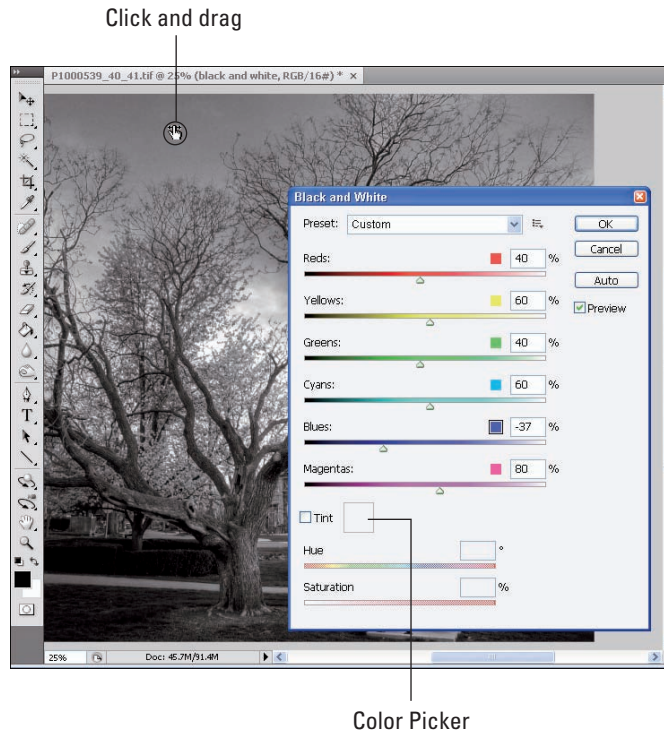 Click and drag
P1000539_40_41.tif @ 25% (black and white, RGB/16#) * x
Black and White
Preset: Custom
OK
Cancel
Auto
Preview
Reds: 40 %
Yellows: 60 %
Greens: 40 %
Cyans: 60 %
Blues: -37 %
Magentas: 80 %
Tint
Hue °
Saturation %
25% Doc: 45.7M/91.4M
Color Picker